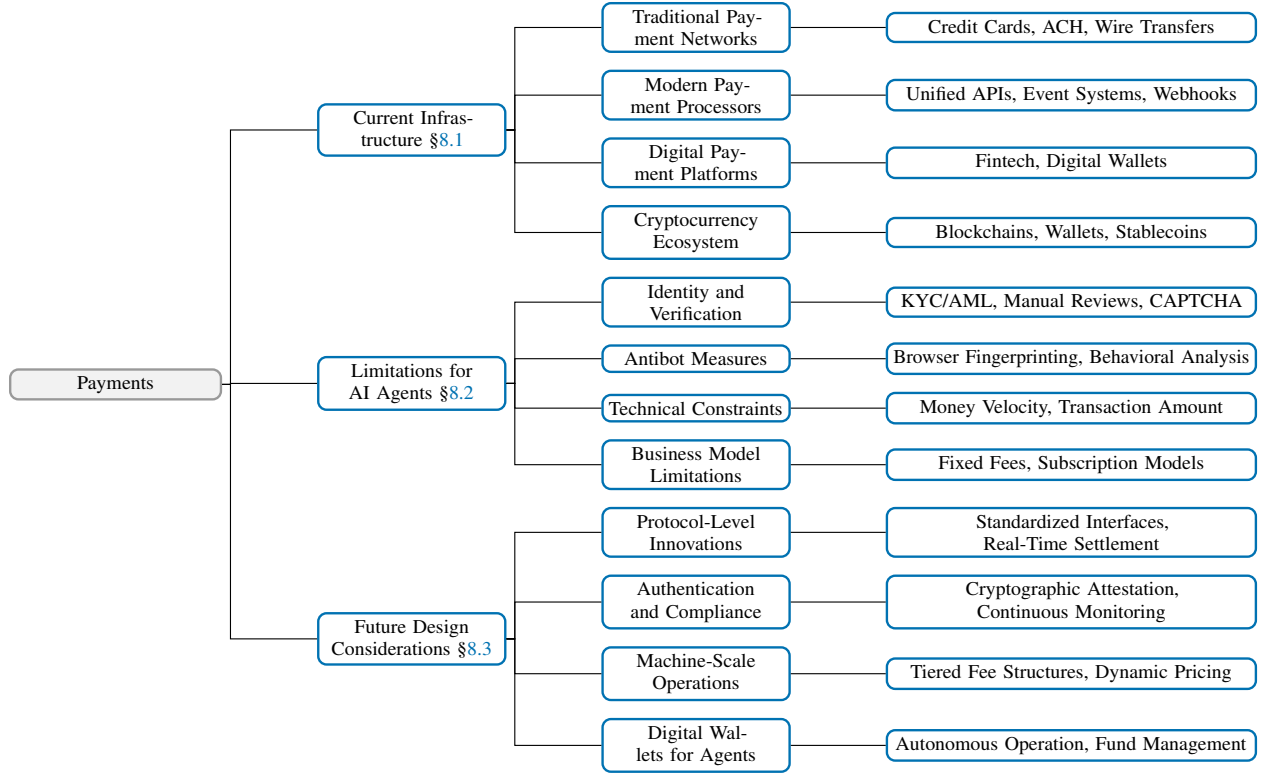 Payments
Current Infras-
tructure §8.1
Traditional Pay-
ment Networks
Credit Cards, ACH, Wire Transfers
Modern Pay-
ment Processors
Unified APIs, Event Systems, Webhooks
Digital Pay-
ment Platforms
Fintech, Digital Wallets
Cryptocurrency
Ecosystem
Blockchains, Wallets, Stablecoins
Limitations for
AI Agents §8.2
Identity and
Verification
KYC/AML, Manual Reviews, CAPTCHA
Antibot Measures
Browser Fingerprinting, Behavioral Analysis
Technical Constraints
Money Velocity, Transaction Amount
Business Model
Limitations
Fixed Fees, Subscription Models
Future Design
Considerations §8.3
Protocol-Level
Innovations
Standardized Interfaces,
Real-Time Settlement
Authentication
and Compliance
Cryptographic Attestation,
Continuous Monitoring
Machine-Scale
Operations
Tiered Fee Structures, Dynamic Pricing
Digital Wal-
lets for Agents
Autonomous Operation, Fund Management